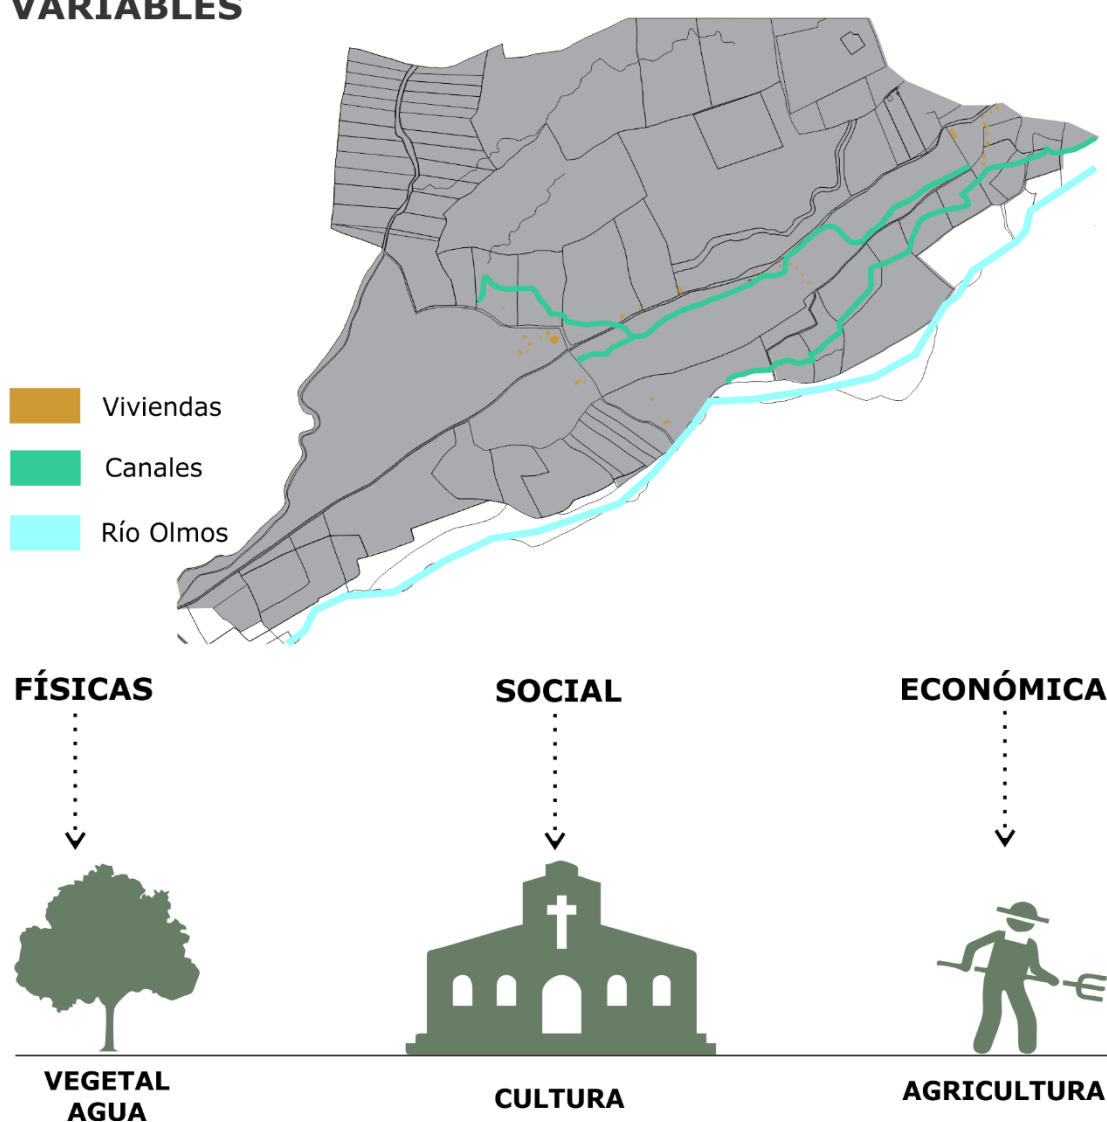 VARIABLES
Viviendas
Canales
Río Olmos
FÍSICAS
SOCIAL
ECONÓMICA
VEGETAL
AGUA
CULTURA
AGRICULTURA